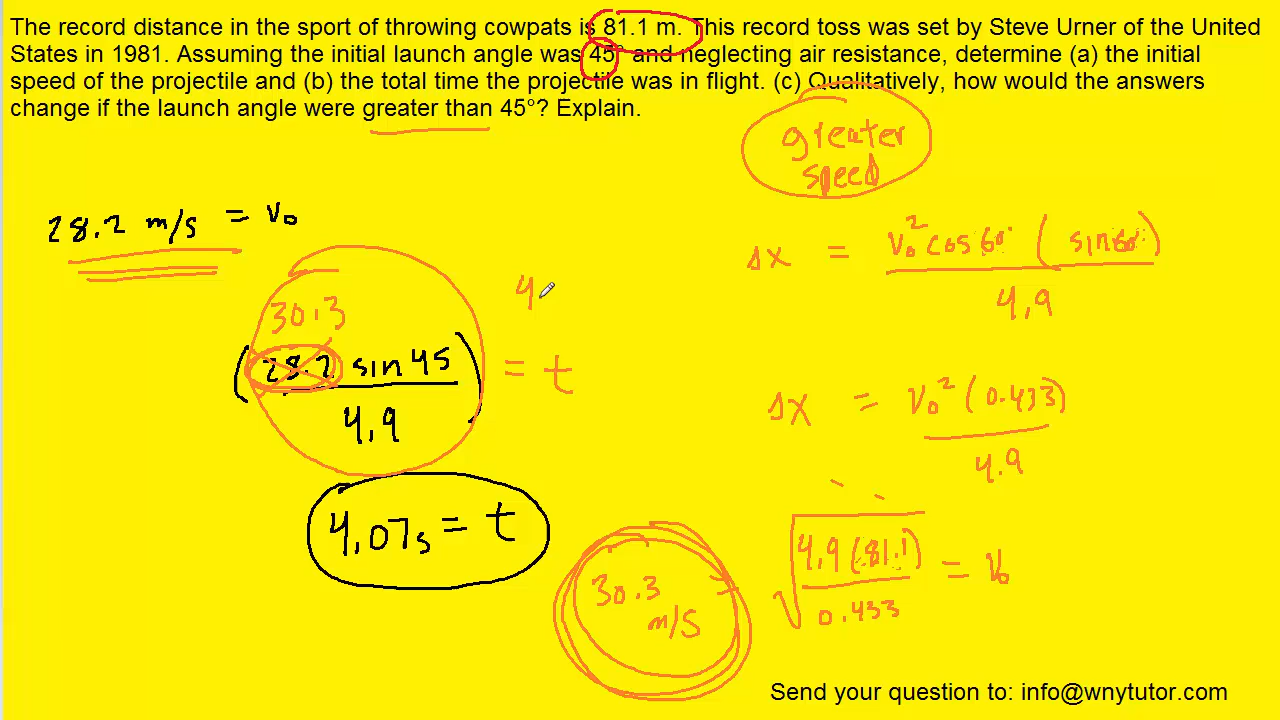 The record distance in the sport of throwing cowpats is 81.1 m. This record toss was set by Steve Urner of the United
States in 1981. Assuming the initial launch angle was 45° and neglecting air resistance, determine (a) the initial
speed of the projectile and (b) the total time the projectile was in flight. (c) Qualitatively, how would the answers
change if the launch angle were greater than 45°? Explain.
greater
speed
28.2 m/s = v₀
Δx = v₀² cos 60° (sin 60°)
4.9
30.3
4
(28.2 sin 45) = t
4.9
Δx = v₀² (0.433)
4.9
4.07s = t
30.3
m/s
√4.9 (81.1) = v₀
0.433
Send your question to: info@wnytutor.com